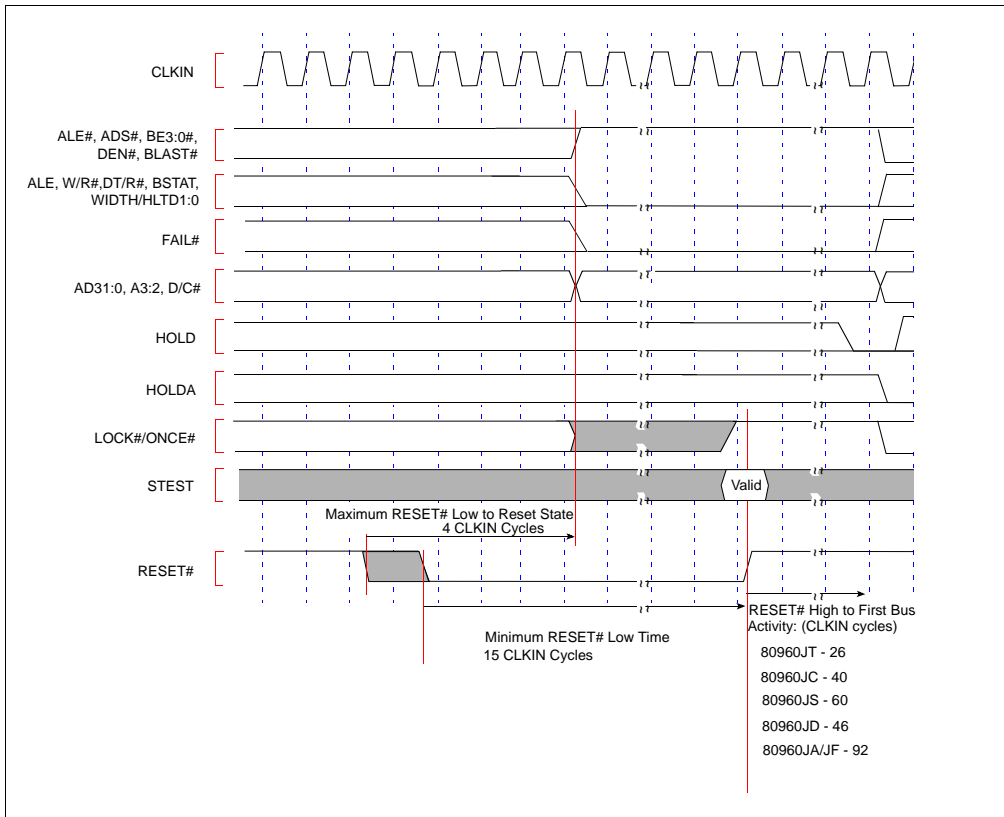 CLKIN
ALE#, ADS#, BE3:0#,
DEN#, BLAST#
ALE, W/R#,DT/R#, BSTAT,
WIDTH/HLTD1:0
FAIL#
AD31:0, A3:2, D/C#
HOLD
HOLDA
LOCK#/ONCE#
STEST
Valid
Maximum RESET# Low to Reset State
4 CLKIN Cycles
RESET#
Minimum RESET# Low Time
15 CLKIN Cycles
RESET# High to First Bus
Activity: (CLKIN cycles)
80960JT - 26
80960JC - 40
80960JS - 60
80960JD - 46
80960JA/JF - 92